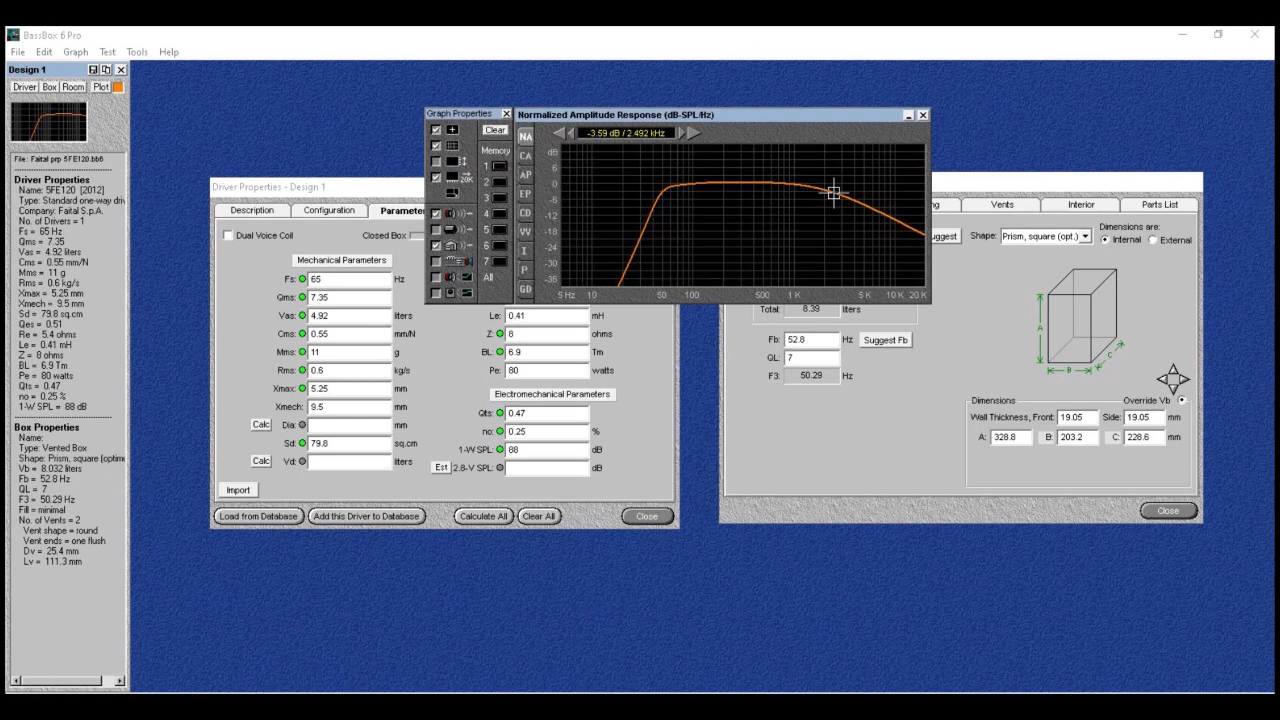 BassBox 6 Pro
File Edit Graph Test Tools Help
Design 1
Driver Box Room Plot
File: Faital prp 5FE120.bb6
Driver Properties
Name: 5FE120 [2012]
Type: Standard one-way driv
Company: Faital S.p.A.
No. of Drivers = 1
Fs = 65 Hz
Qms = 7.35
Vas = 4.92 liters
Cms = 0.55 mm/N
Mms = 11 g
Rms = 0.6 kg/s
Xmax = 5.25 mm
Xmech = 9.5 mm
Sd = 79.8 sq.cm
Qes = 0.51
Re = 5.4 ohms
Le = 0.41 mH
Z = 8 ohms
BL = 6.9 Tm
Pe = 80 watts
Qts = 0.47
no = 0.25 %
1-W SPL = 88 dB
Box Properties
Name:
Type: Vented Box
Shape: Prism, square (optim
Vb = 8.032 liters
Fb = 52.8 Hz
QL = 7
F3 = 50.29 Hz
Fill = minimal
No. of Vents = 2
Vent shape = round
Vent ends = one flush
Dv = 25.4 mm
Lv = 111.3 mm
Driver Properties - Design 1
Description Configuration Paramete
Dual Voice Coil Closed Box
Mechanical Parameters
Fs: 65 Hz
Qms: 7.35
Vas: 4.92 liters
Cms: 0.55 mm/N
Mms: 11 g
Rms: 0.6 kg/s
Xmax: 5.25 mm
Xmech: 9.5 mm
Calc Dia: mm
Sd: 79.8 sq.cm
Calc Vd: liters
Import
Le: 0.41 mH
Z: 8 ohms
BL: 6.9 Tm
Pe: 80 watts
Electromechanical Parameters
Qts: 0.47
no: 0.25 %
1-W SPL: 88 dB
Est 2.8-V SPL: dB
Load from Database Add this Driver to Database Calculate All Clear All Close
Graph Properties
Clear
Memory
1
2
3
4
5
6
7
All
20K
Normalized Amplitude Response (dB-SPL/Hz)
-3.59 dB / 2.492 kHz
NA
CA
AP
EP
CD
VV
I
P
GD
dB
6
0
-6
-12
-18
-24
-30
-36
5 Hz 10 50 100 500 1 K 5 K 10 K 20 K
ng Vents Interior Parts List
uggest Shape: Prism, square (opt.)
Dimensions are:
Internal External
Total: 8.39 liters
Fb: 52.8 Hz Suggest Fb
QL: 7
F3: 50.29 Hz
A
B
C
Dimensions Override Vb
Wall Thickness, Front: 19.05 Side: 19.05 mm
A: 328.8 B: 203.2 C: 228.6 mm
Close